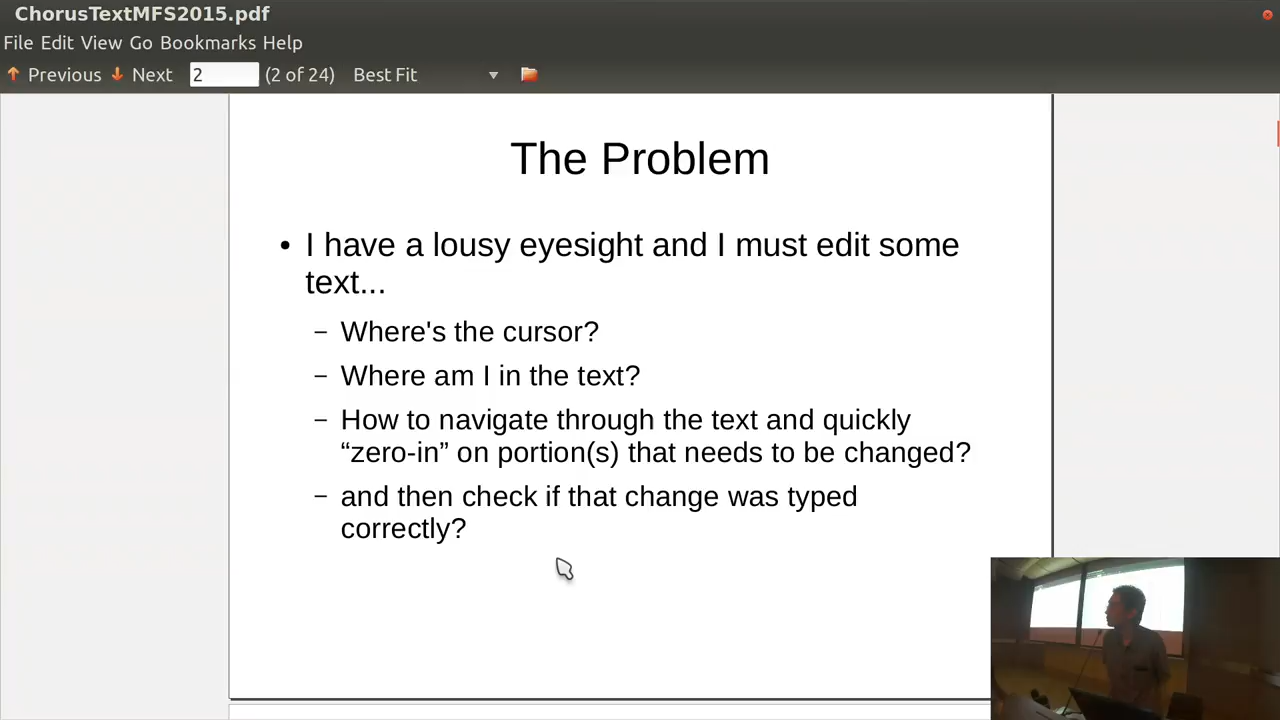 ChorusTextMFS2015.pdf
File Edit View Go Bookmarks Help
Previous Next 2 (2 of 24) Best Fit
The Problem
• I have a lousy eyesight and I must edit some
text...
– Where's the cursor?
– Where am I in the text?
– How to navigate through the text and quickly
“zero-in” on portion(s) that needs to be changed?
– and then check if that change was typed
correctly?